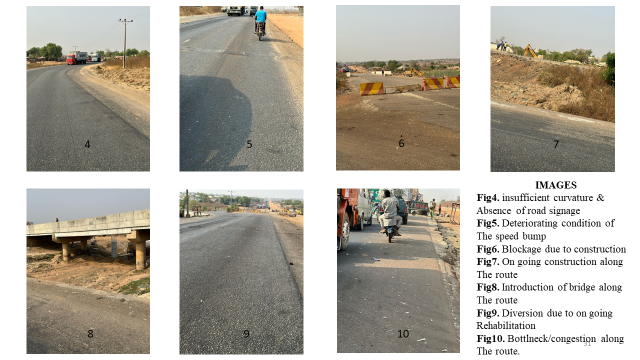 4
5
6
7
8
9
10
IMAGES
Fig4. insufficient curvature &
Absence of road signage
Fig5. Deteriorating condition of
The speed bump
Fig6. Blockage due to construction
Fig7. On going construction along
The route
Fig8. Introduction of bridge along
The route
Fig9. Diversion due to on going
Rehabilitation
Fig10. Bottlneck/congestion along
The route.